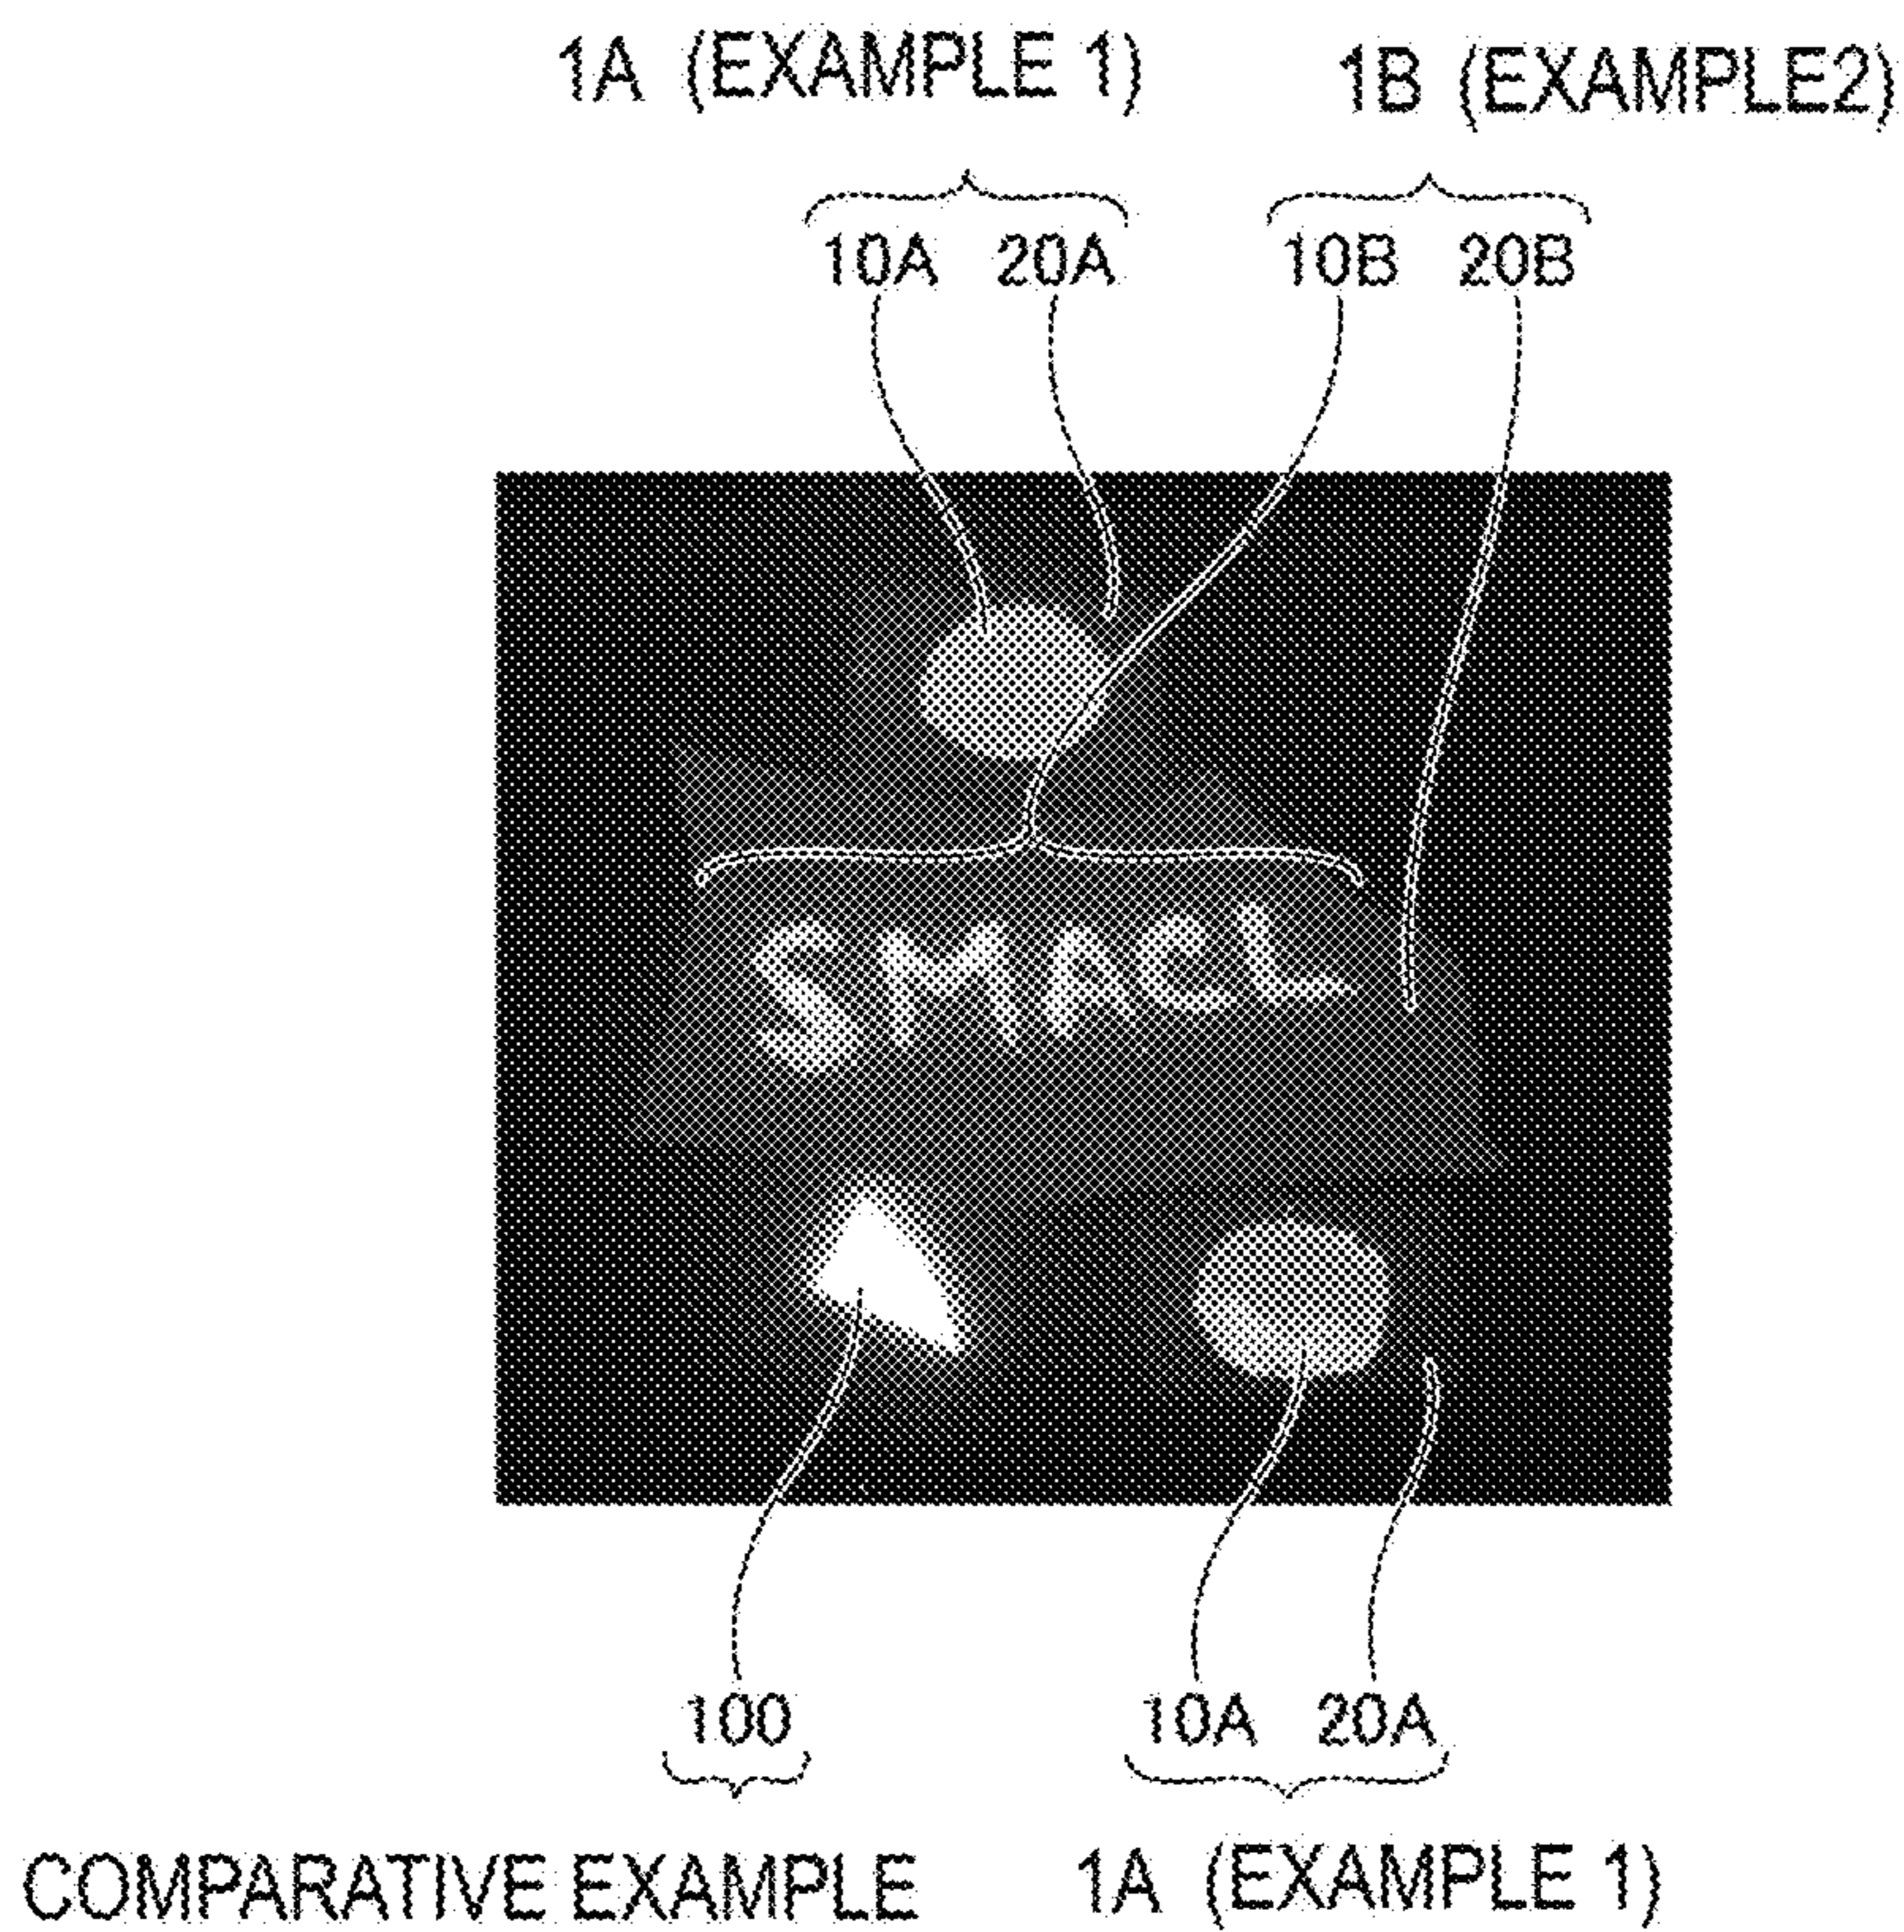 1A (EXAMPLE 1) 1B (EXAMPLE2)
10A 20A 10B 20B
SMACL
100 10A 20A
COMPARATIVE EXAMPLE 1A (EXAMPLE 1)